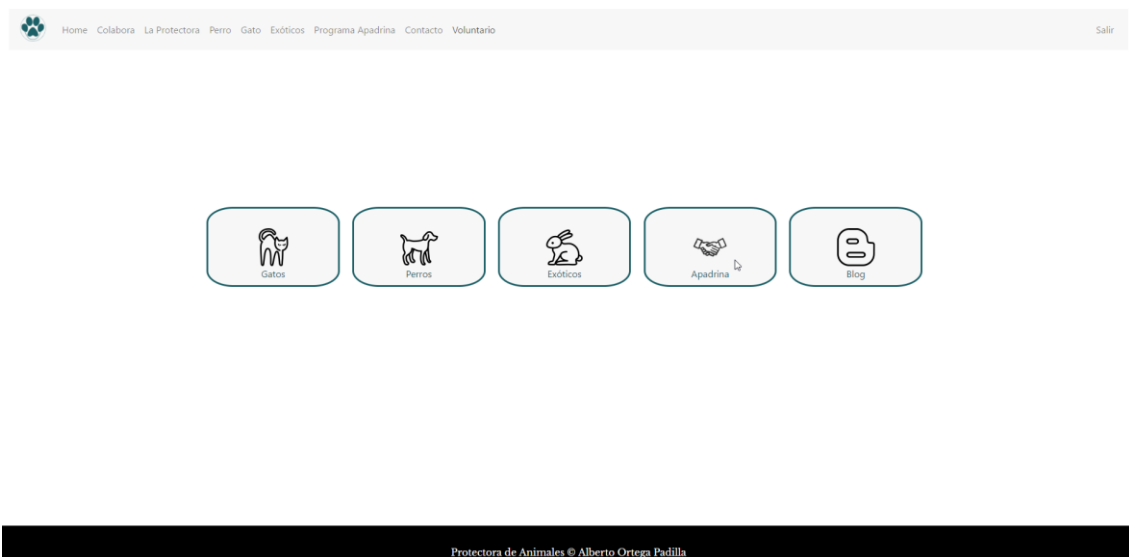 Home Colabora La Protectora Perro Gato Exóticos Programa Apadrina Contacto Voluntario Salir
Gatos Perros Exóticos Apadrina Blog
Protectora de Animales © Alberto Ortega Padilla